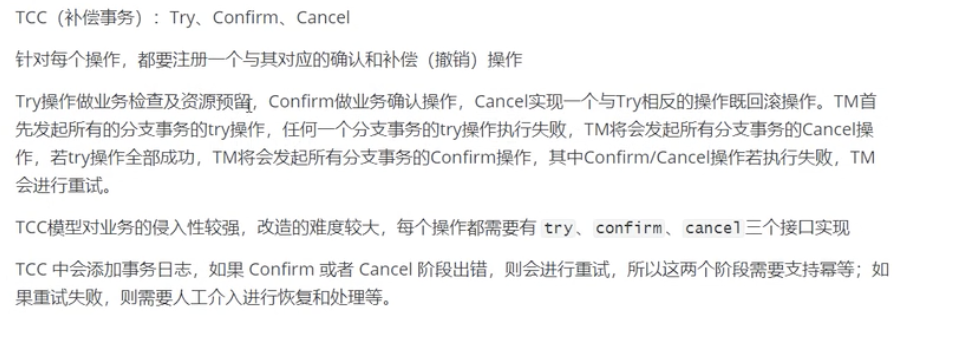 TCC（补偿事务）：Try、Confirm、Cancel
针对每个操作，都要注册一个与其对应的确认和补偿（撤销）操作
Try操作做业务检查及资源预留，Confirm做业务确认操作，Cancel实现一个与Try相反的操作既回滚操作。TM首
先发起所有的分支事务的try操作，任何一个分支事务的try操作执行失败，TM将会发起所有分支事务的Cancel操
作，若try操作全部成功，TM将会发起所有分支事务的Confirm操作，其中Confirm/Cancel操作若执行失败，TM
会进行重试。
TCC模型对业务的侵入性较强，改造的难度较大，每个操作都需要有 try、confirm、cancel三个接口实现
TCC 中会添加事务日志，如果 Confirm 或者 Cancel 阶段出错，则会进行重试，所以这两个阶段需要支持幂等；如
果重试失败，则需要人工介入进行恢复和处理等。